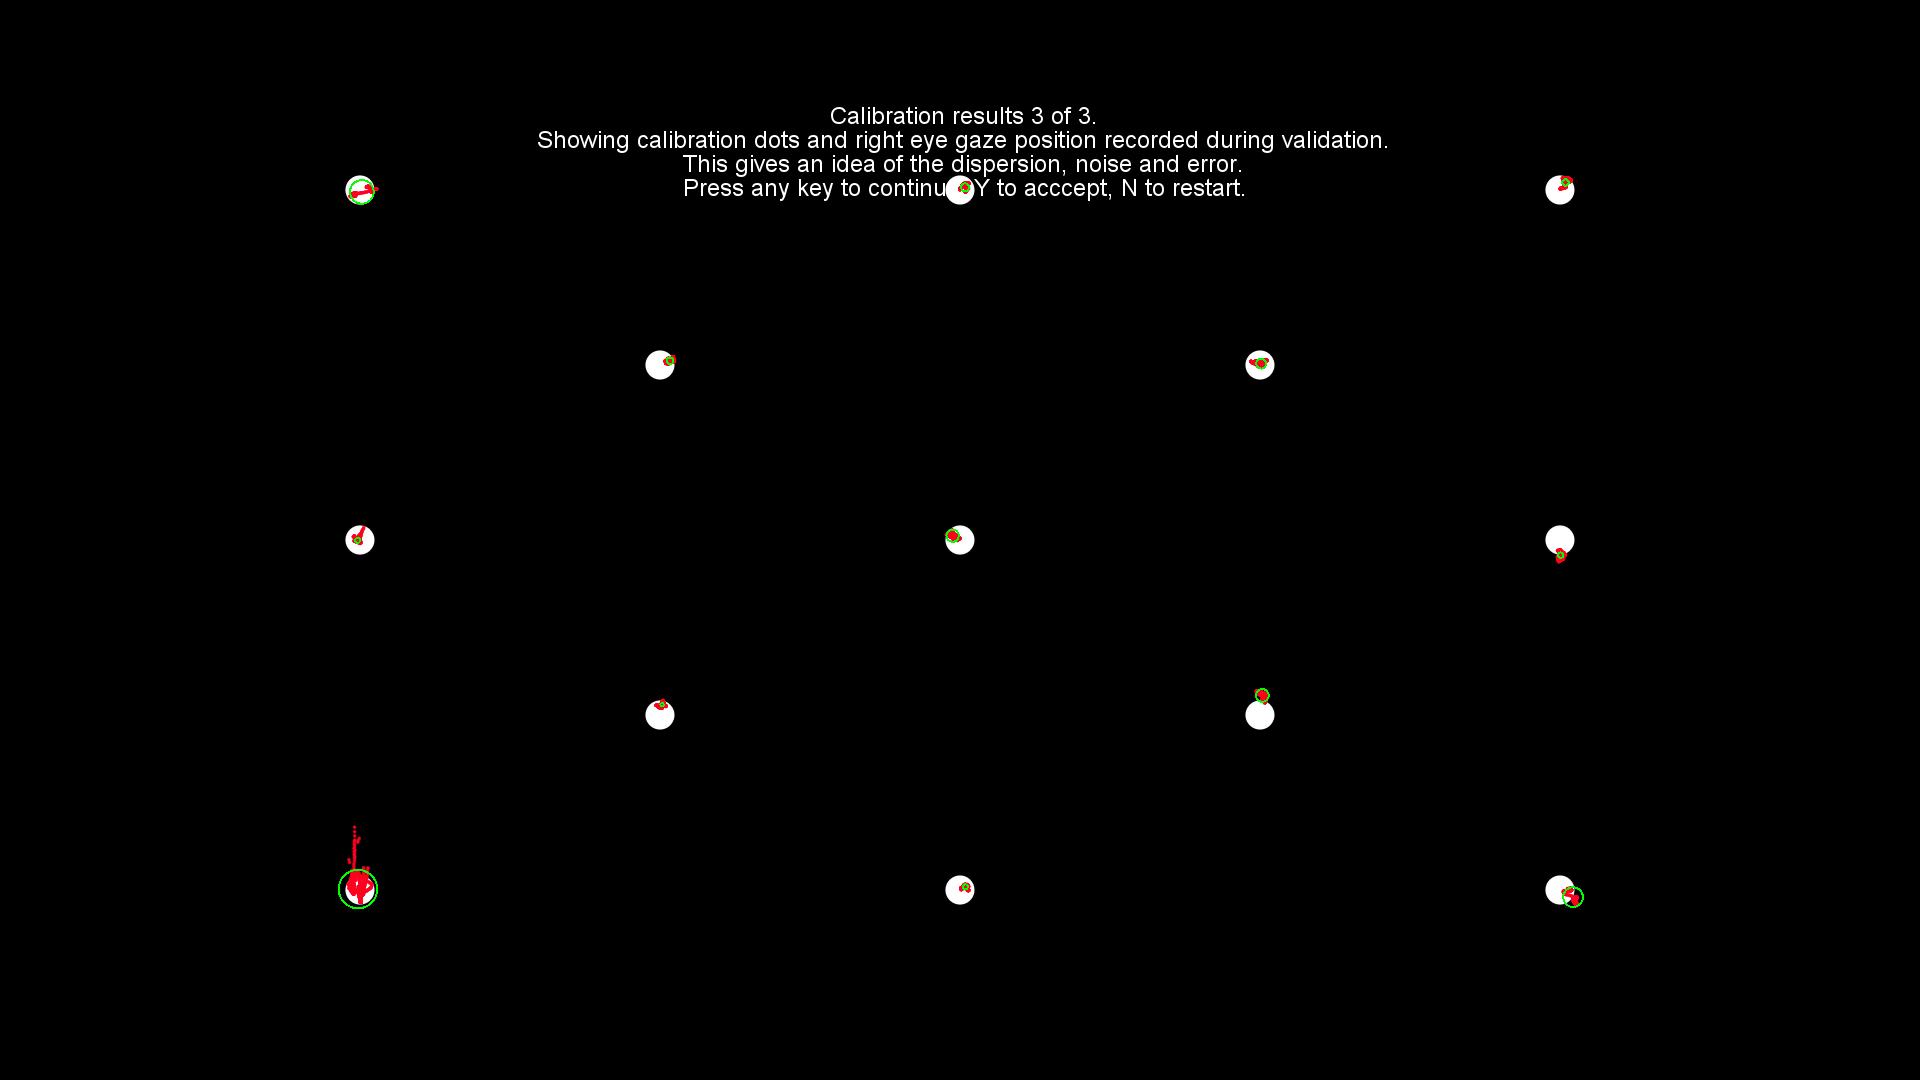 Calibration results 3 of 3.
Showing calibration dots and right eye gaze position recorded during validation.
This gives an idea of the dispersion, noise and error.
Press any key to continu Y to acccept, N to restart.